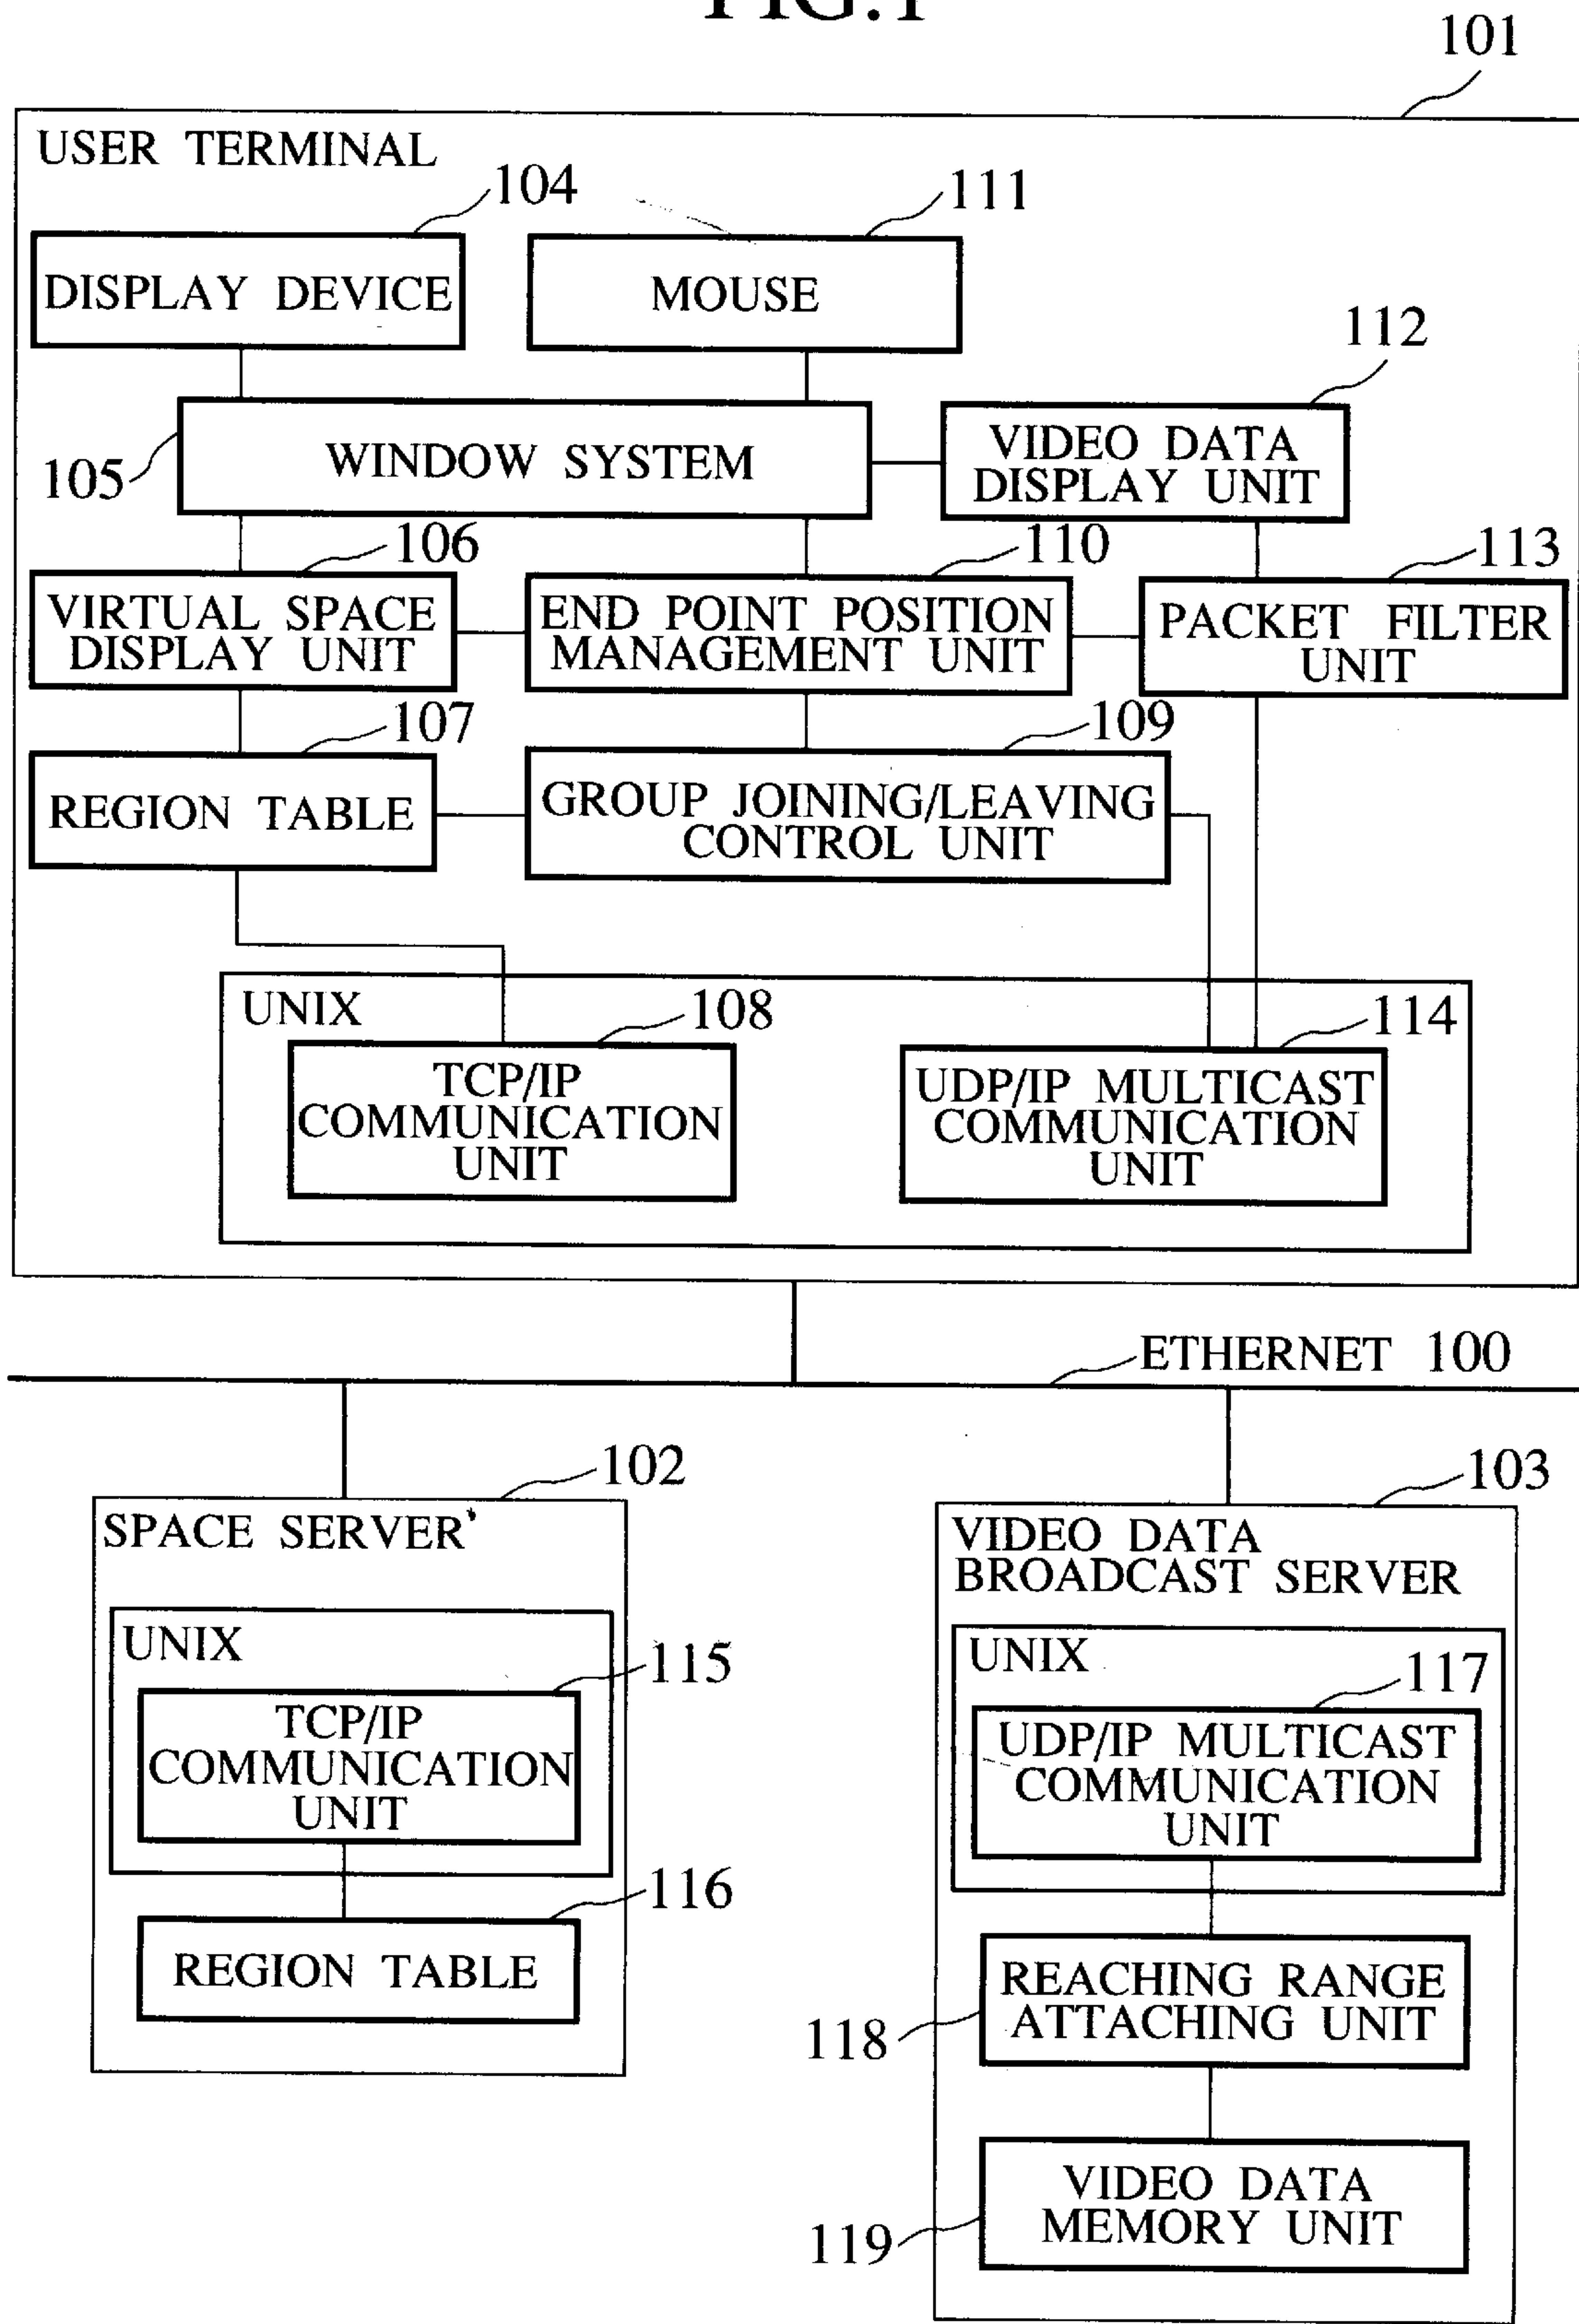 FIG.1
101
USER TERMINAL
104
111
DISPLAY DEVICE
MOUSE
112
WINDOW SYSTEM
VIDEO DATA
DISPLAY UNIT
105
106
110
113
VIRTUAL SPACE
DISPLAY UNIT
END POINT POSITION
MANAGEMENT UNIT
PACKET FILTER
UNIT
107
109
REGION TABLE
GROUP JOINING/LEAVING
CONTROL UNIT
UNIX
108
114
TCP/IP
COMMUNICATION
UNIT
UDP/IP MULTICAST
COMMUNICATION
UNIT
ETHERNET 100
102
103
SPACE SERVER
VIDEO DATA
BROADCAST SERVER
UNIX
115
TCP/IP
COMMUNICATION
UNIT
116
REGION TABLE
UNIX
117
UDP/IP MULTICAST
COMMUNICATION
UNIT
REACHING RANGE
ATTACHING UNIT
118
VIDEO DATA
MEMORY UNIT
119